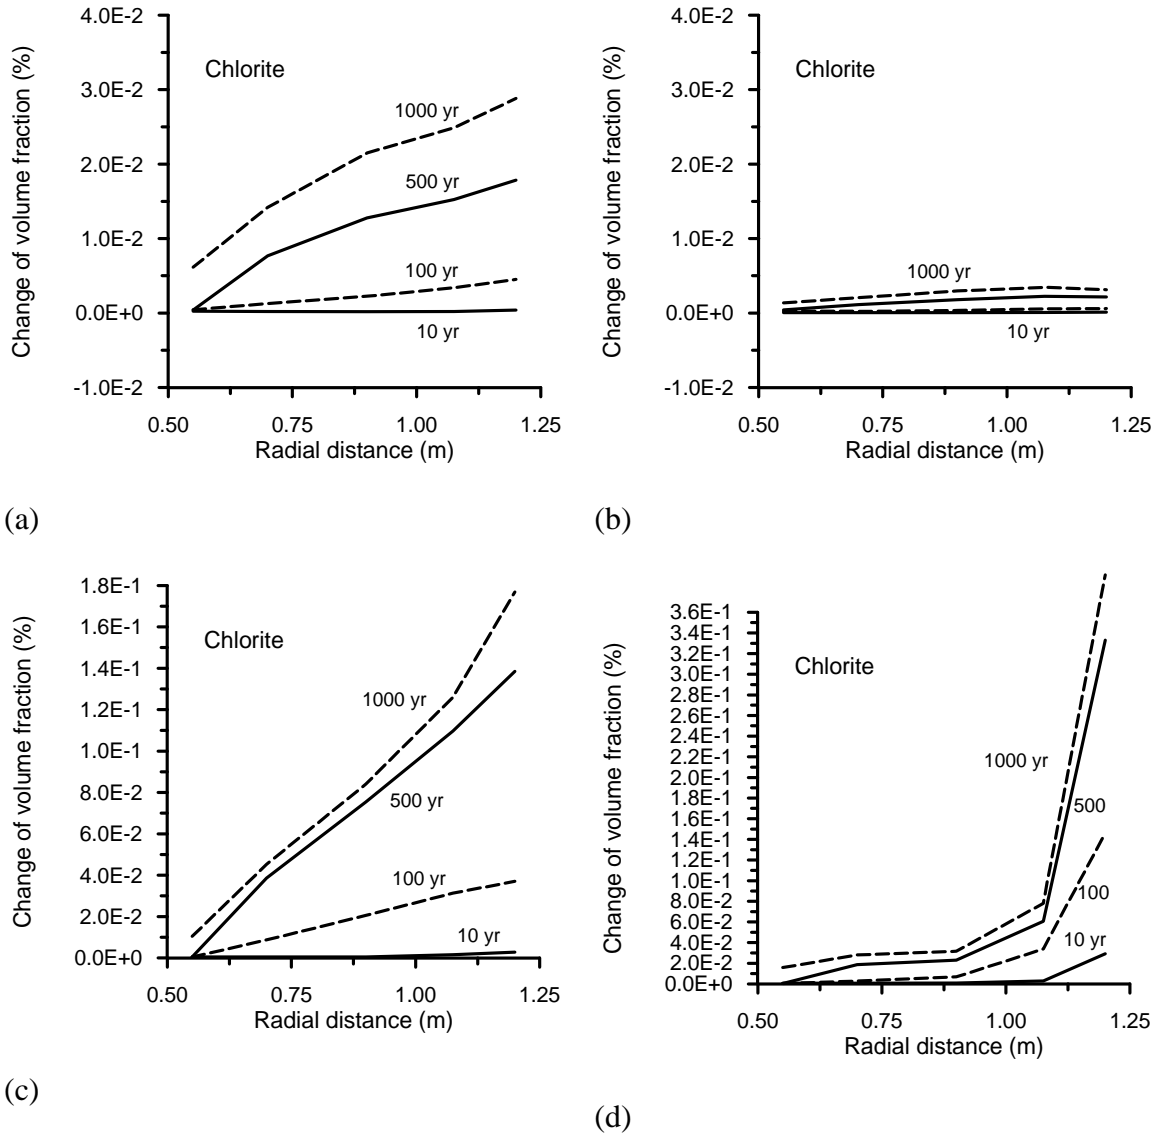 4.0E-2
3.0E-2
2.0E-2
1.0E-2
0.0E+0
-1.0E-2
Change of volume fraction (%)
Chlorite
1000 yr
500 yr
100 yr
10 yr
0.50 0.75 1.00 1.25
Radial distance (m)
(a)
4.0E-2
3.0E-2
2.0E-2
1.0E-2
0.0E+0
-1.0E-2
Change of volume fraction (%)
Chlorite
1000 yr
10 yr
0.50 0.75 1.00 1.25
Radial distance (m)
(b)
1.8E-1
1.6E-1
1.4E-1
1.2E-1
1.0E-1
8.0E-2
6.0E-2
4.0E-2
2.0E-2
0.0E+0
Change of volume fraction (%)
Chlorite
1000 yr
500 yr
100 yr
10 yr
0.50 0.75 1.00 1.25
Radial distance (m)
(c)
3.6E-1
3.4E-1
3.2E-1
3.0E-1
2.8E-1
2.6E-1
2.4E-1
2.2E-1
2.0E-1
1.8E-1
1.6E-1
1.4E-1
1.2E-1
1.0E-1
8.0E-2
6.0E-2
4.0E-2
2.0E-2
0.0E+0
Change of volume fraction (%)
Chlorite
1000 yr
500
100
10 yr
0.50 0.75 1.00 1.25
Radial distance (m)
(d)